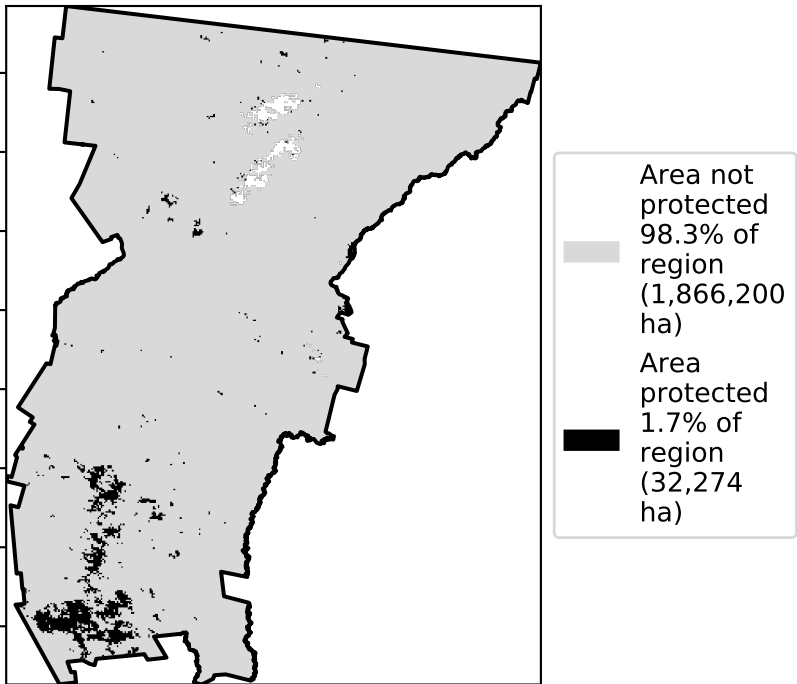 Area not
protected
98.3% of
region
(1,866,200
ha)
Area
protected
1.7% of
region
(32,274
ha)